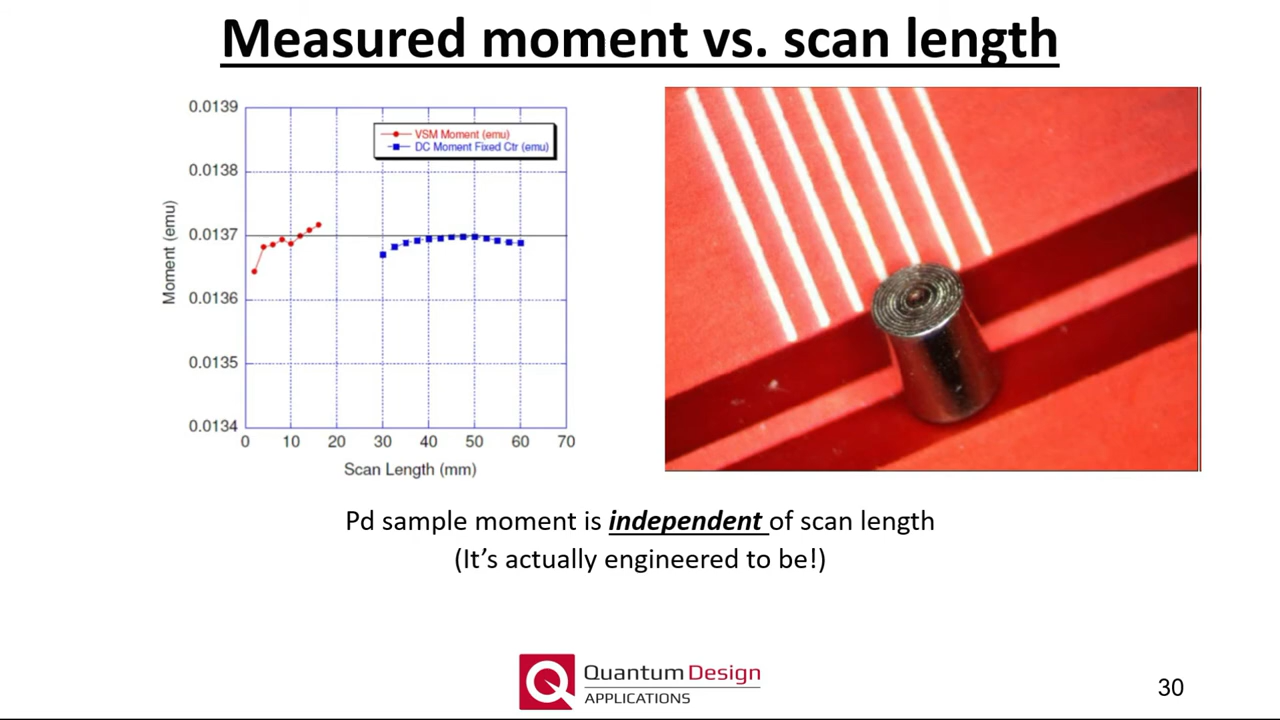 Measured moment vs. scan length
0.0139
0.0138
0.0137
0.0136
0.0135
0.0134
Moment (emu)
VSM Moment (emu)
DC Moment Fixed Ctr (emu)
0 10 20 30 40 50 60 70
Scan Length (mm)
Pd sample moment is independent of scan length
(It's actually engineered to be!)
Quantum Design
APPLICATIONS
30